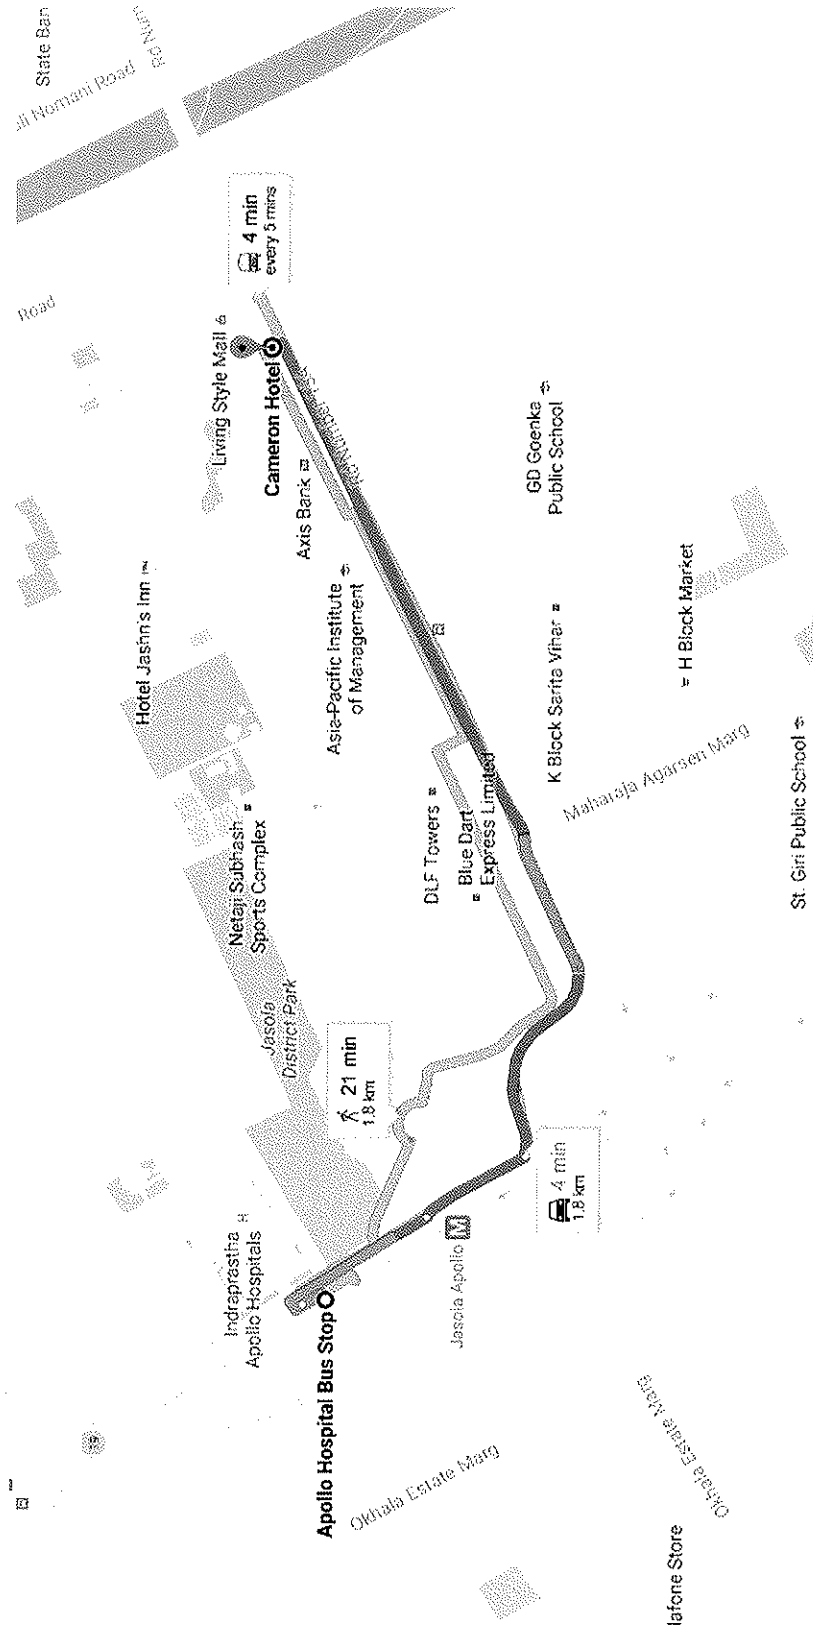 State Ban
Nomani Road
Road
4 min
every 5 mins
Living Style Mall
Cameron Hotel
Axis Bank
GD Goenka
Public School
Hotel Jashn's Inn
Asia-Pacific Institute
of Management
K Block Sarita Vihar
H Block Market
Maharaja Agarsen Marg
St. Giri Public School
Netaji Subhash
Sports Complex
DLF Towers
Blue Dart
Express Limited
Jasola
District Park
21 min
1.8 km
4 min
1.8 km
Indraprastha
Apollo Hospitals
Jasola Apollo
M
Apollo Hospital Bus Stop
Okhala Estate Marg
Okhala Estate Marg
dafone Store